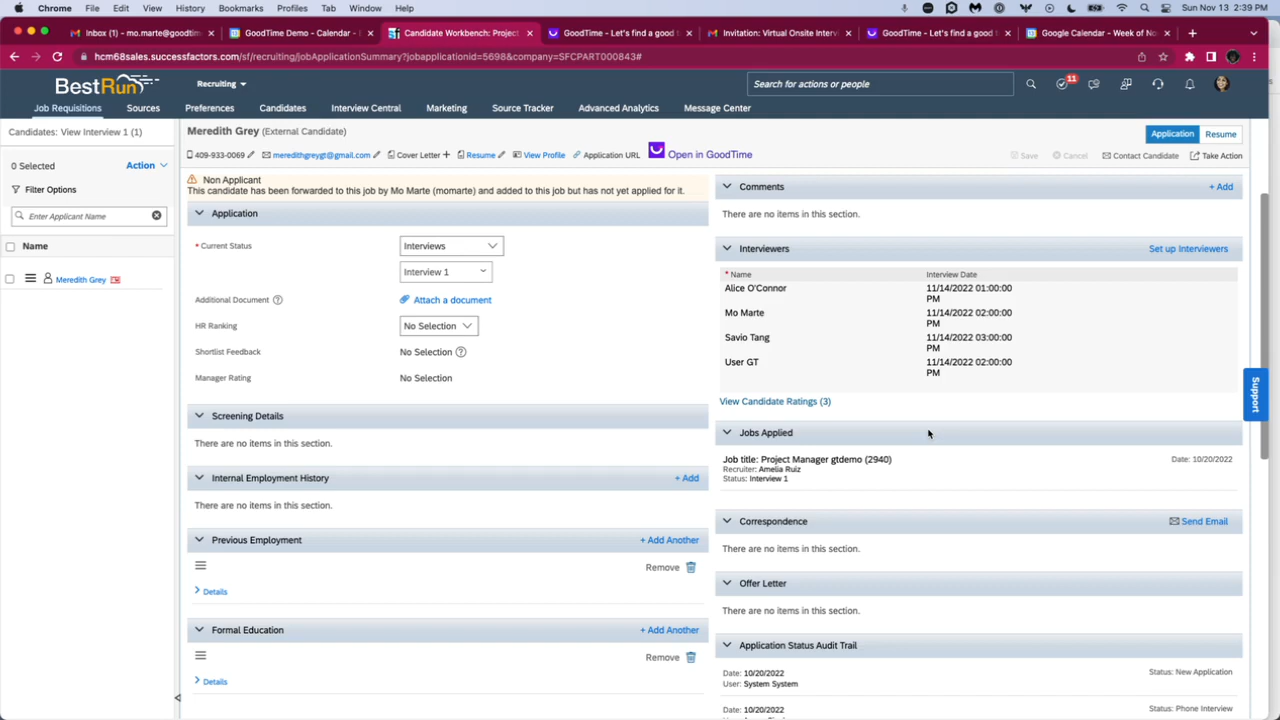 Chrome File Edit View History Bookmarks Profiles Tab Window Help Sun Nov 13 2:39 PM
Inbox (1) - mo.marte@goodtim
GoodTime Demo - Calendar -
Candidate Workbench: Project
GoodTime - Let's find a good t
Invitation: Virtual Onsite Interv
GoodTime - Let's find a good
Google Calendar - Week of No
hcm68sales.successfactors.com/sf/recruiting/jobApplicationSummary?jobapplicationid=5698&company=SFCPART000843#
BestRun
Recruiting
Search for actions or people
11
Job Requisitions Sources Preferences Candidates Interview Central Marketing Source Tracker Advanced Analytics Message Center
Candidates: View Interview 1 (1)
0 Selected Action
Filter Options
Enter Applicant Name
Name
Meredith Grey
Meredith Grey (External Candidate)
Application Resume
409-933-0069 meredithgreygt@gmail.com Cover Letter Resume View Profile Application URL Open in GoodTime
Save Cancel Contact Candidate Take Action
Non Applicant
This candidate has been forwarded to this job by Mo Marte (momarte) and added to this job but has not yet applied for it.
Application
* Current Status Interviews
Interview 1
Additional Document Attach a document
HR Ranking No Selection
Shortlist Feedback No Selection
Manager Rating No Selection
Screening Details
There are no items in this section.
Internal Employment History + Add
There are no items in this section.
Previous Employment + Add Another
Remove
Details
Formal Education + Add Another
Remove
Details
Comments + Add
There are no items in this section.
Interviewers Set up Interviewers
* Name Interview Date
Alice O'Connor 11/14/2022 01:00:00
PM
Mo Marte 11/14/2022 02:00:00
PM
Savio Tang 11/14/2022 03:00:00
PM
User GT 11/14/2022 02:00:00
PM
View Candidate Ratings (3)
Jobs Applied
Job title: Project Manager gtdemo (2940) Date: 10/20/2022
Recruiter: Amelia Ruiz
Status: Interview 1
Correspondence Send Email
There are no items in this section.
Offer Letter
There are no items in this section.
Application Status Audit Trail
Date: 10/20/2022 Status: New Application
User: System System
Date: 10/20/2022 Status: Phone Interview
Support